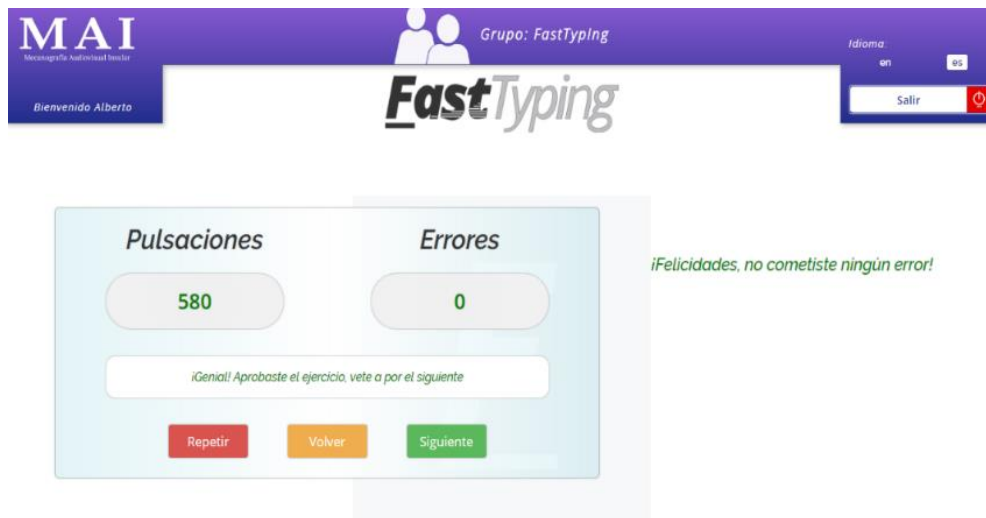 MAI
Mecanografía Audiovisual Insvler
Bienvenido Alberto
Grupo: FastTyping
FastTyping
Idioma:
en es
Salir
Pulsaciones Errores
580 0
¡Genial! Aprobaste el ejercicio, vete a por el siguiente
Repetir Volver Siguiente
¡Felicidades, no cometiste ningún error!